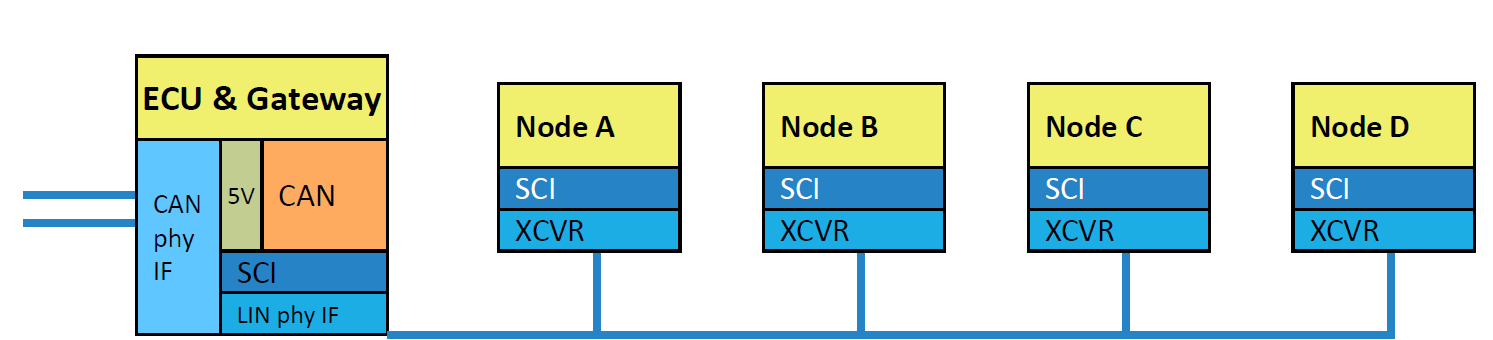 ECU & Gateway
CAN
phy
IF
5V
CAN
SCI
LIN phy IF
Node A
SCI
XCVR
Node B
SCI
XCVR
Node C
SCI
XCVR
Node D
SCI
XCVR